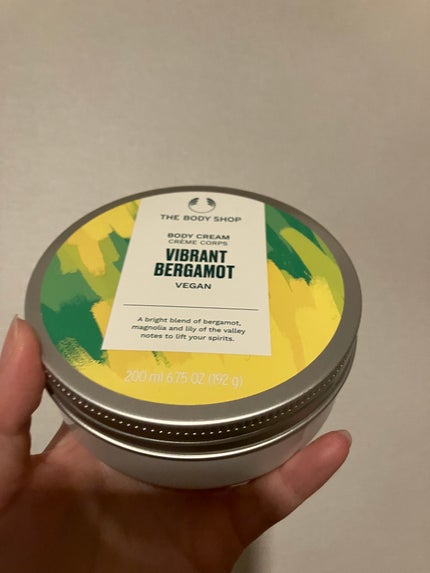 THE BODY SHOP
BODY CREAM
CRÈME CORPS
VIBRANT
BERGAMOT
VEGAN
A bright blend of bergamot,
magnolia and lily of the valley
notes to lift your spirits.
200 ml 6.75 OZ (192 g)